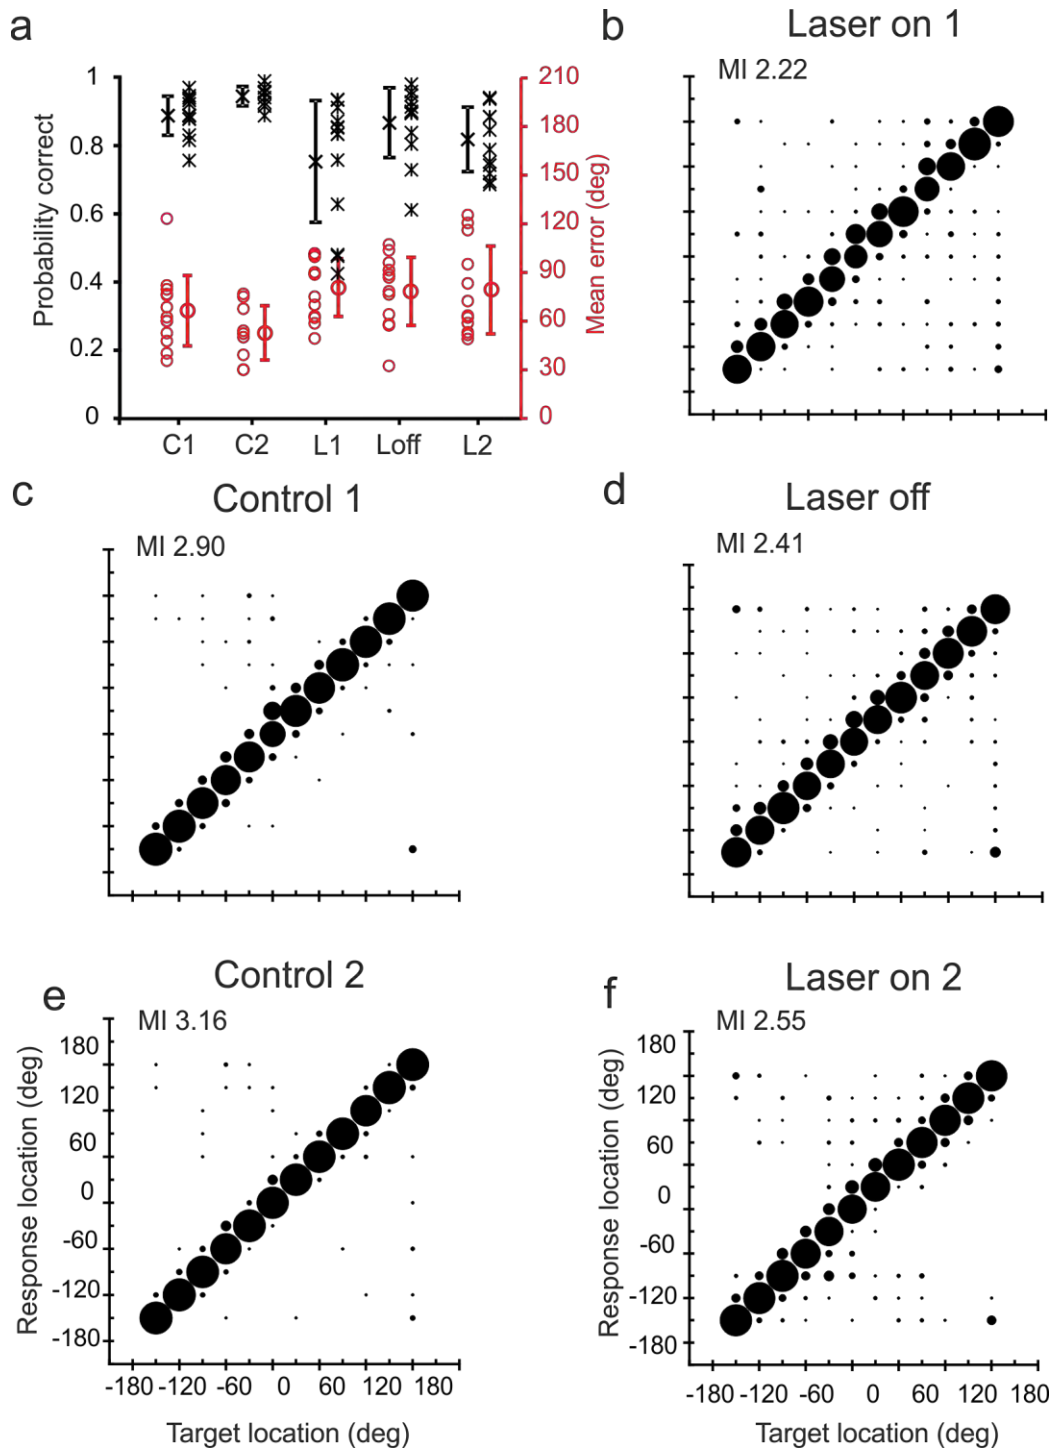 a
Probability correct
1
0.8
0.6
0.4
0.2
0
210
180
150
120
90
60
30
0
Mean error (deg)
C1 C2 L1 Loff L2
b
Laser on 1
MI 2.22
c
Control 1
MI 2.90
d
Laser off
MI 2.41
e
Control 2
MI 3.16
Response location (deg)
180
120
60
0
-60
-120
-180
-180 -120 -60 0 60 120 180
Target location (deg)
f
Laser on 2
MI 2.55
Response location (deg)
180
120
60
0
-60
-120
-180
-180 -120 -60 0 60 120 180
Target location (deg)